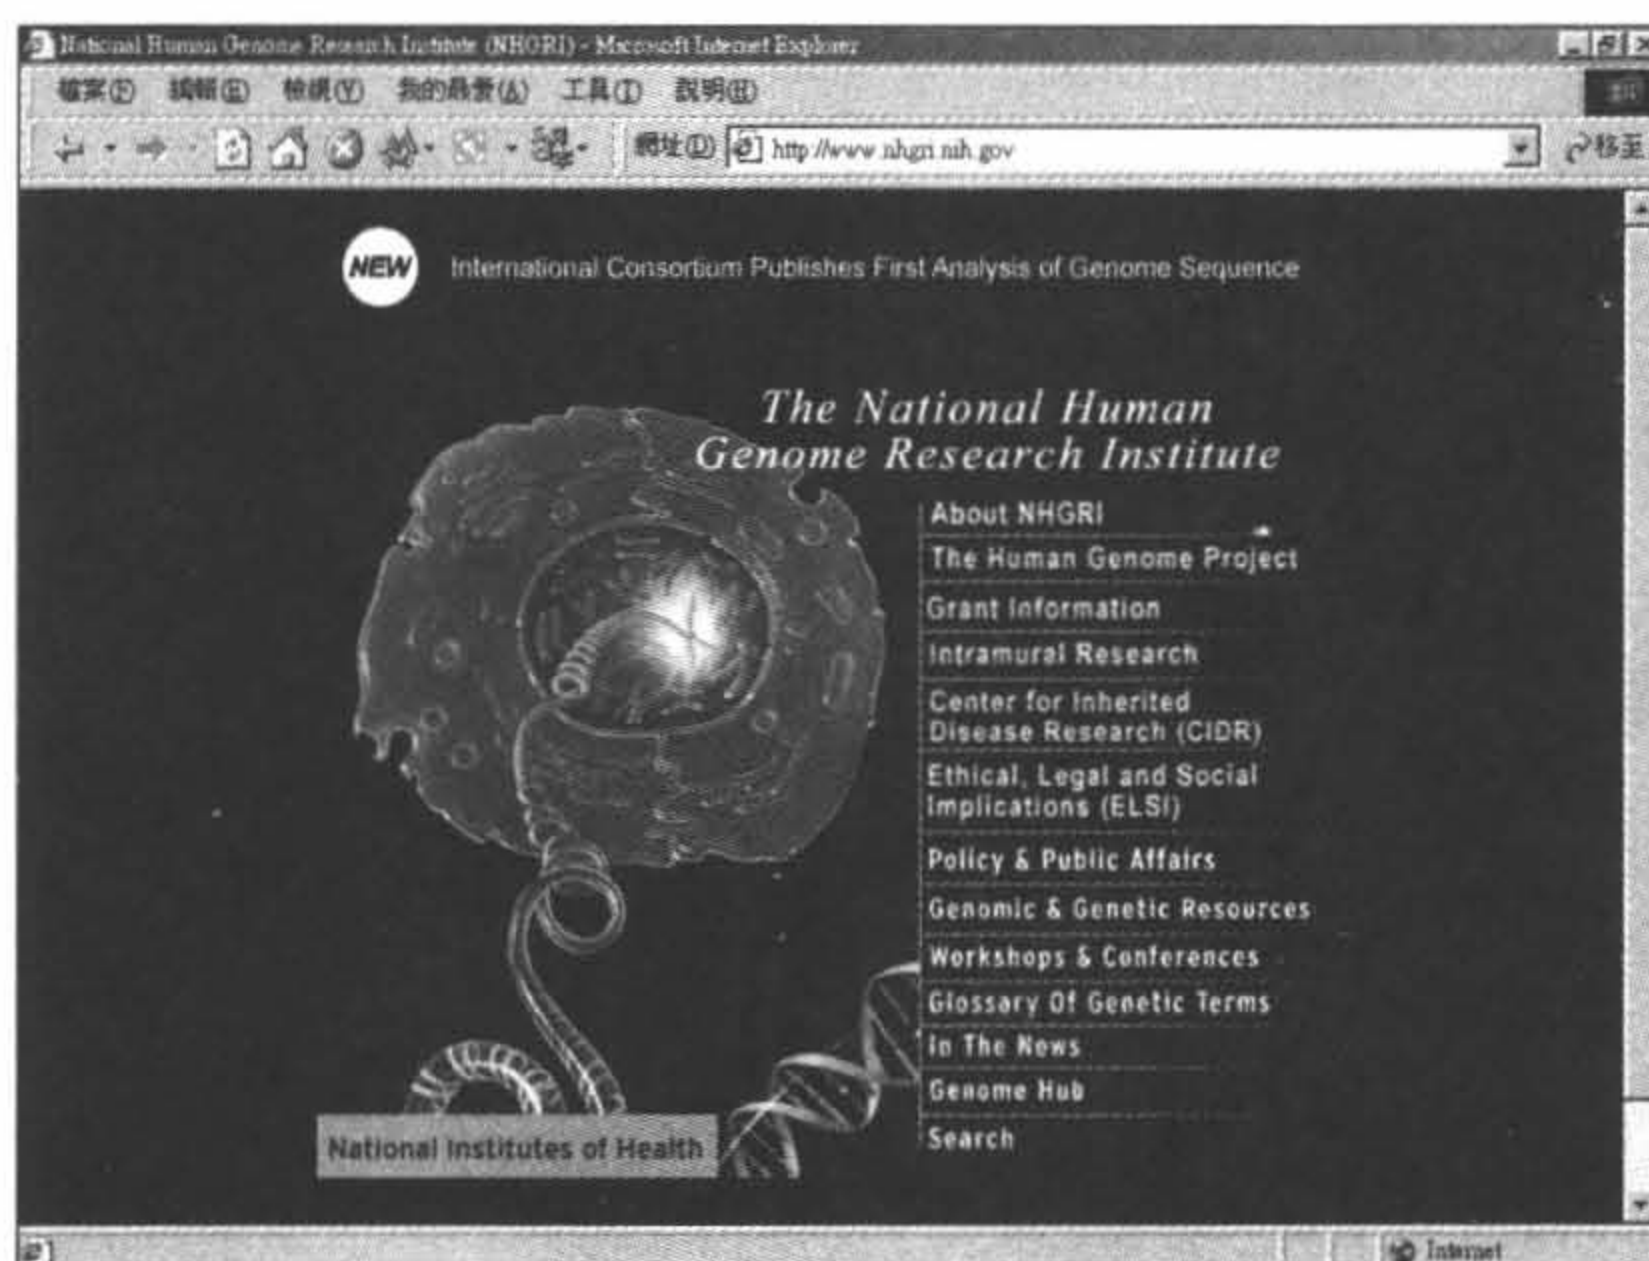 National Human Genome Research Institute (NHGRI) - Microsoft Internet Explorer
檔案(F) 編輯(E) 檢視(V) 我的最愛(A) 工具(T) 說明(H)
網址(D) http://www.nhgri.nih.gov 移至
NEW International Consortium Publishes First Analysis of Genome Sequence
The National Human
Genome Research Institute
About NHGRI
The Human Genome Project
Grant Information
Intramural Research
Center for Inherited
Disease Research (CIDR)
Ethical, Legal and Social
Implications (ELSI)
Policy & Public Affairs
Genomic & Genetic Resources
Workshops & Conferences
Glossary Of Genetic Terms
In The News
Genome Hub
Search
National Institutes of Health
Internet